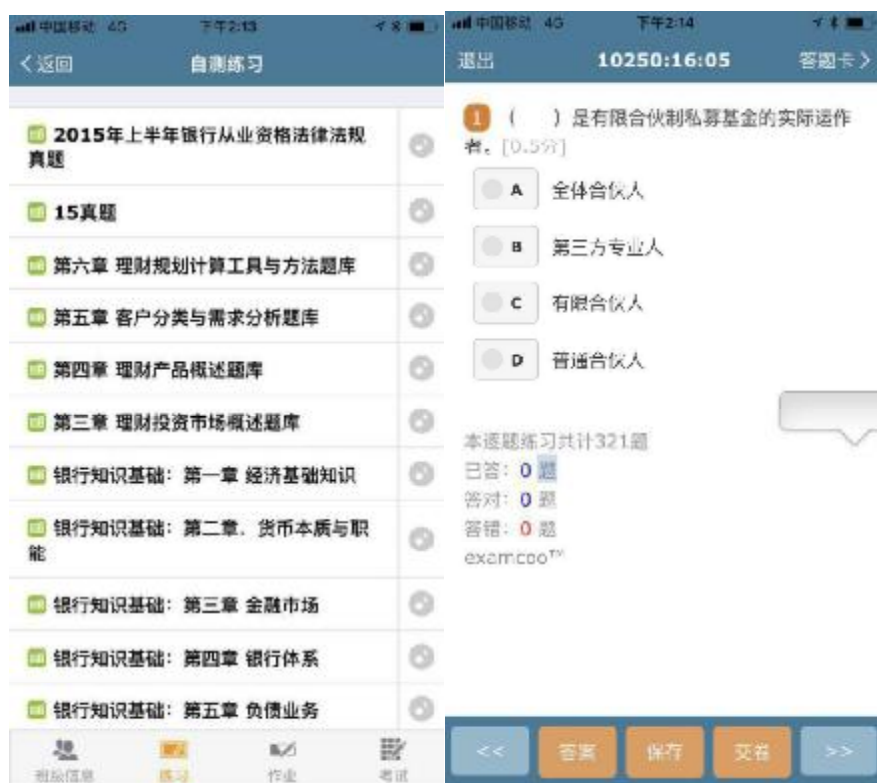 中国移动 4G 下午2:13
返回 自测练习
2015年上半年银行从业资格法律法规
真题
15真题
第六章 理财规划计算工具与方法题库
第五章 客户分类与需求分析题库
第四章 理财产品概述题库
第三章 理财投资市场概述题库
银行知识基础：第一章 经济基础知识
银行知识基础：第二章．货币本质与职
能
银行知识基础：第三章 金融市场
银行知识基础：第四章 银行体系
银行知识基础：第五章 负债业务
班级信息 练习 作业 考试
中国移动 4G 下午2:14
退出 10250:16:05 答题卡
1 （ ）是有限合伙制私募基金的实际运作
者。[0.5分]
A 全体合伙人
B 第三方专业人
C 有限合伙人
D 普通合伙人
本逐题练习共计321题
已答：0 题
答对：0 题
答错：0 题
examcoo™
<< 答案 保存 交卷 >>